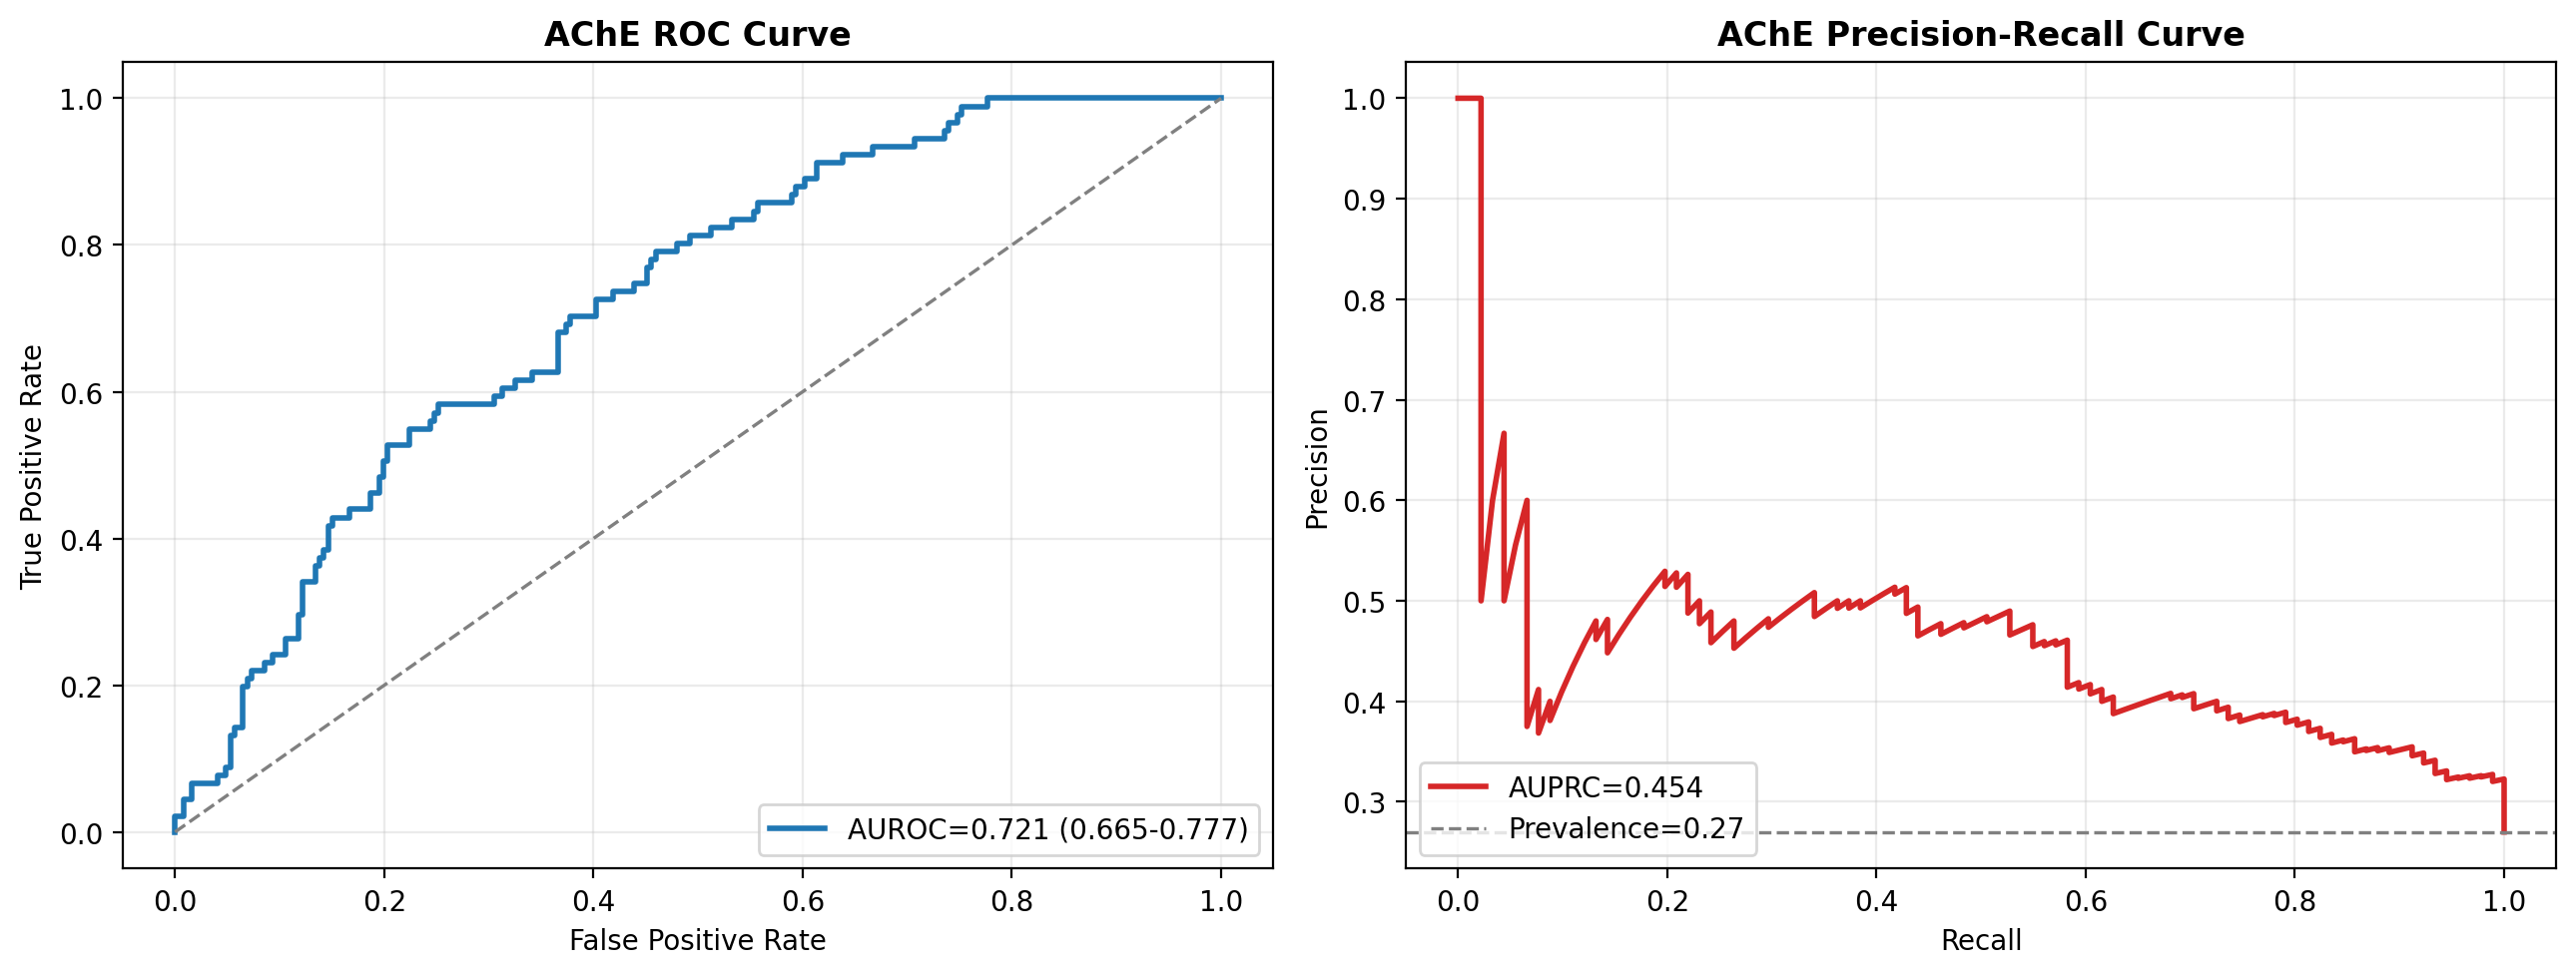 AChE ROC Curve
1.0
0.8
0.6
0.4
0.2
0.0
True Positive Rate
0.0 0.2 0.4 0.6 0.8 1.0
False Positive Rate
AUROC=0.721 (0.665-0.777)
AChE Precision-Recall Curve
1.0
0.9
0.8
0.7
0.6
0.5
0.4
0.3
Precision
0.0 0.2 0.4 0.6 0.8 1.0
Recall
AUPRC=0.454
Prevalence=0.27